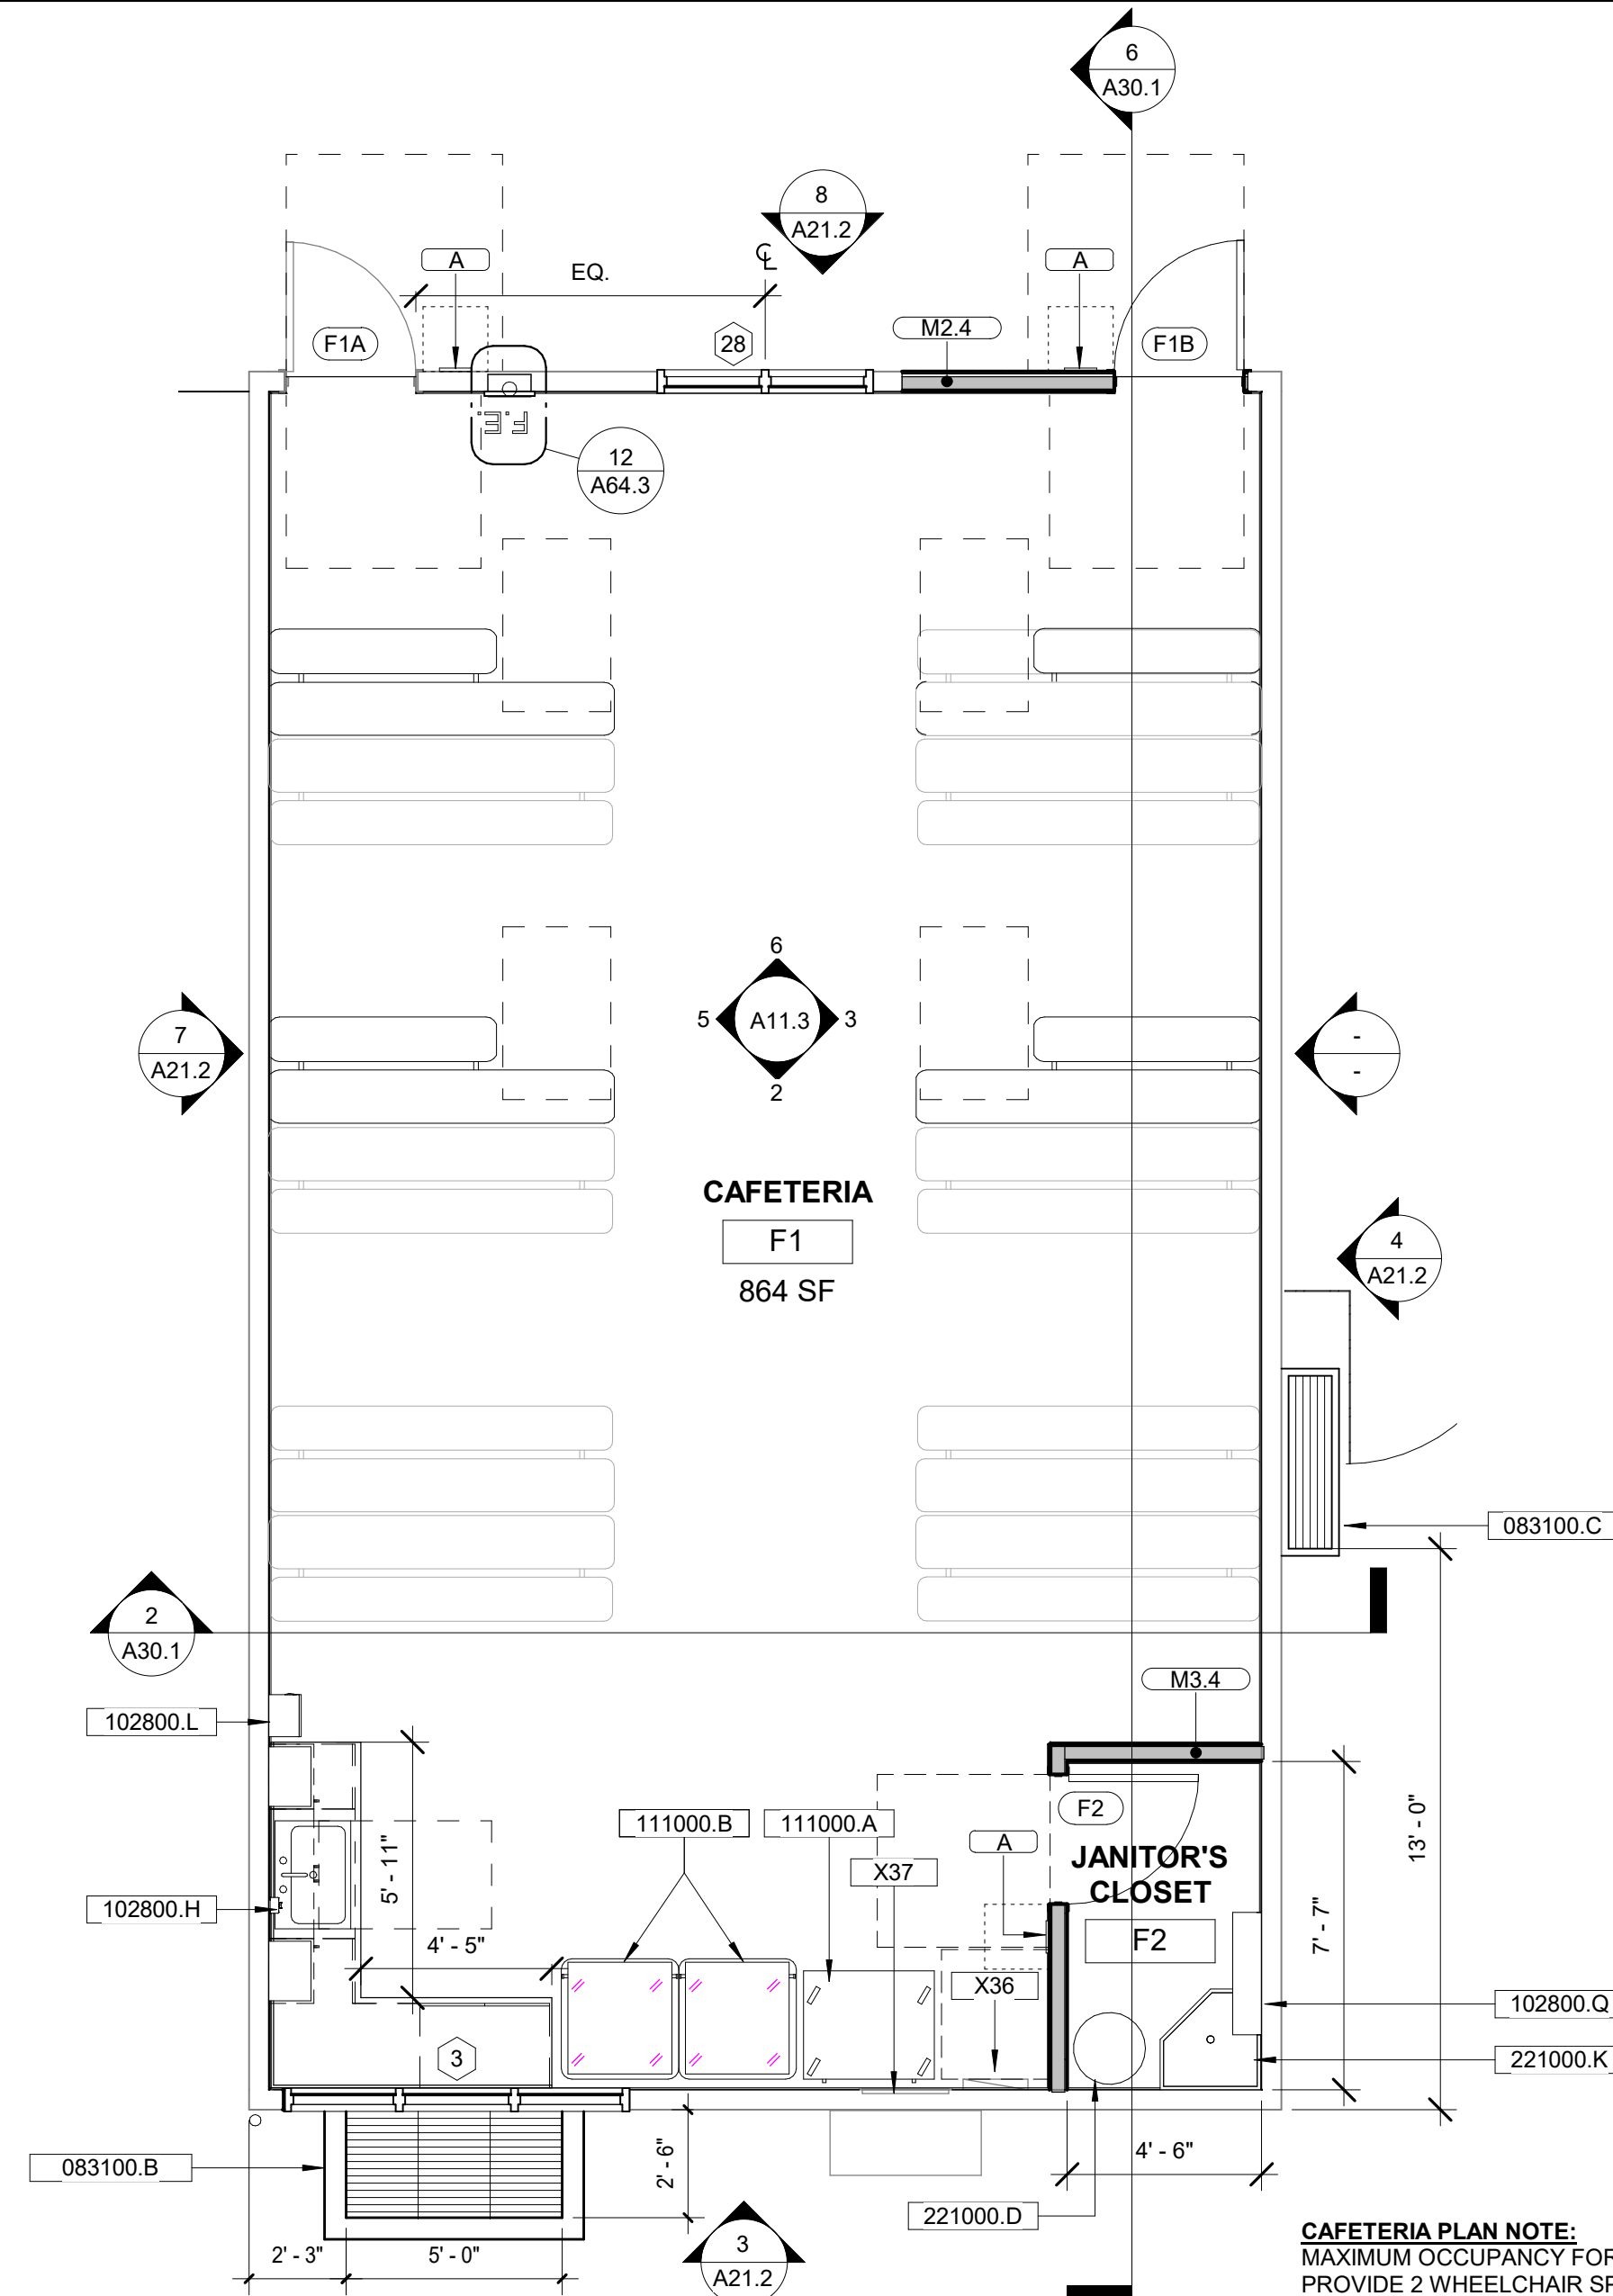 6
A30.1
8
A21.2
A
EQ.
CL
A
F1A
28
M2.4
F1B
F.E.
12
A64.3
6
5
A11.3
3
2
7
A21.2
-
-
CAFETERIA
F1
864 SF
4
A21.2
083100.C
2
A30.1
M3.4
102800.L
111000.B
111000.A
F2
A
X37
JANITOR'S
CLOSET
5' - 11"
13' - 0"
102800.H
4' - 5"
F2
7' - 7"
X36
102800.Q
3
221000.K
083100.B
2' - 6"
4' - 6"
221000.D
2' - 3"
5' - 0"
3
A21.2
CAFETERIA PLAN NOTE:
MAXIMUM OCCUPANCY FOR
PROVIDE 2 WHEELCHAIR